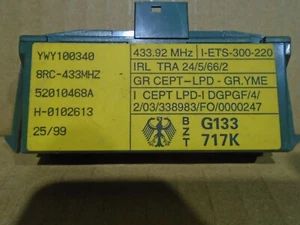 YWY100340
8RC-433MHZ
52010468A
H-0102613
25/99
433.92 MHz I-ETS-300-220
IRL TRA 24/5/66/2
GR CEPT-LPD - GR.YME
I CEPT LPD-I DGPGF/4/
2/03/338983/FO/0000247
BZT G133
717K